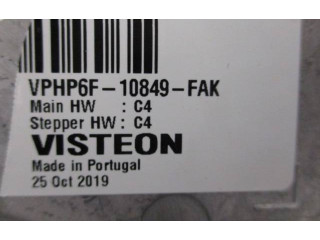 VPHP6F-10849-FAK
Main HW : C4
Stepper HW : C4
VISTEON
Made in Portugal
25 Oct 2019